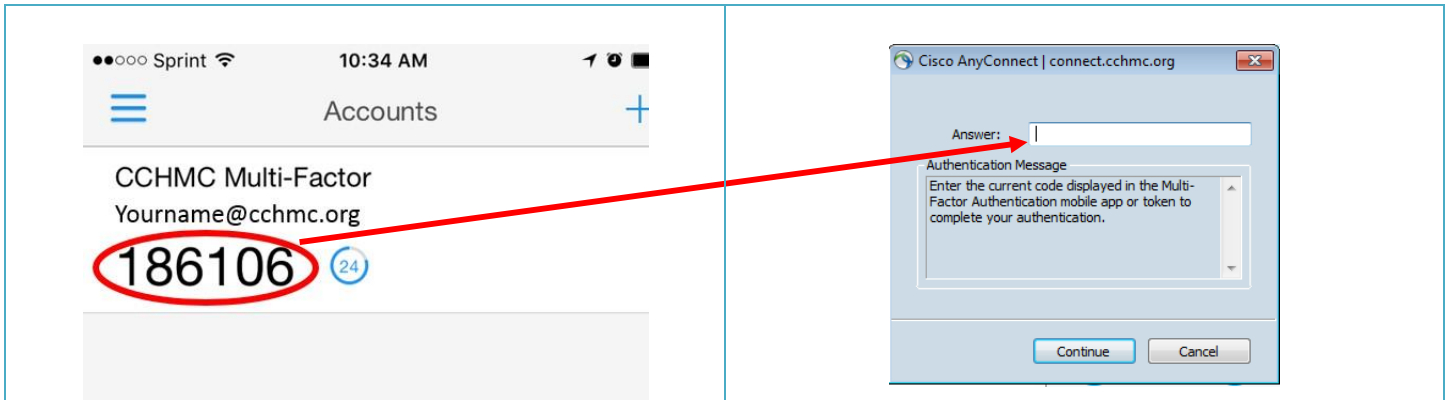 Sprint 10:34 AM
Accounts
CCHMC Multi-Factor
Yourname@cchmc.org
186106 24
Cisco AnyConnect | connect.cchmc.org
Answer:
Authentication Message
Enter the current code displayed in the Multi-
Factor Authentication mobile app or token to
complete your authentication.
Continue Cancel